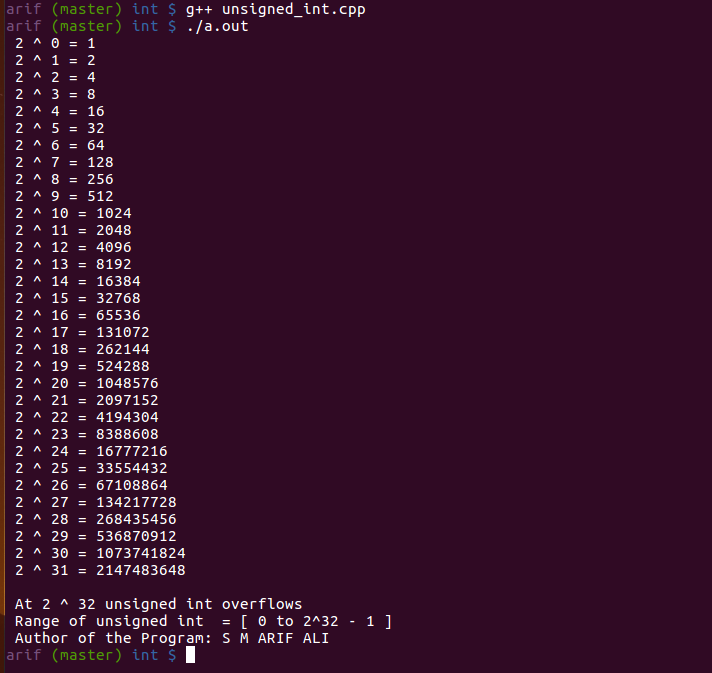 arif (master) int $ g++ unsigned_int.cpp
arif (master) int $ ./a.out
2 ^ 0 = 1
2 ^ 1 = 2
2 ^ 2 = 4
2 ^ 3 = 8
2 ^ 4 = 16
2 ^ 5 = 32
2 ^ 6 = 64
2 ^ 7 = 128
2 ^ 8 = 256
2 ^ 9 = 512
2 ^ 10 = 1024
2 ^ 11 = 2048
2 ^ 12 = 4096
2 ^ 13 = 8192
2 ^ 14 = 16384
2 ^ 15 = 32768
2 ^ 16 = 65536
2 ^ 17 = 131072
2 ^ 18 = 262144
2 ^ 19 = 524288
2 ^ 20 = 1048576
2 ^ 21 = 2097152
2 ^ 22 = 4194304
2 ^ 23 = 8388608
2 ^ 24 = 16777216
2 ^ 25 = 33554432
2 ^ 26 = 67108864
2 ^ 27 = 134217728
2 ^ 28 = 268435456
2 ^ 29 = 536870912
2 ^ 30 = 1073741824
2 ^ 31 = 2147483648
At 2 ^ 32 unsigned int overflows
Range of unsigned int  = [ 0 to 2^32 - 1 ]
Author of the Program: S M ARIF ALI
arif (master) int $